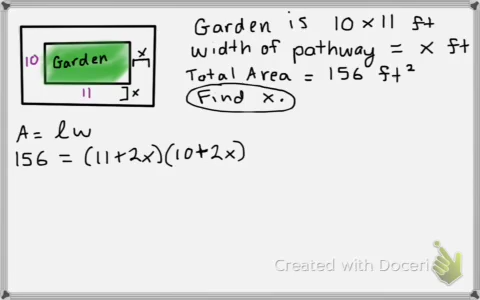 Garden is 10 x 11 ft
width of pathway = x ft
Total Area = 156 ft²
Find x.
10
Garden
x
11
x
A = lw
156 = (11+2x)(10+2x)
Created with Doceri